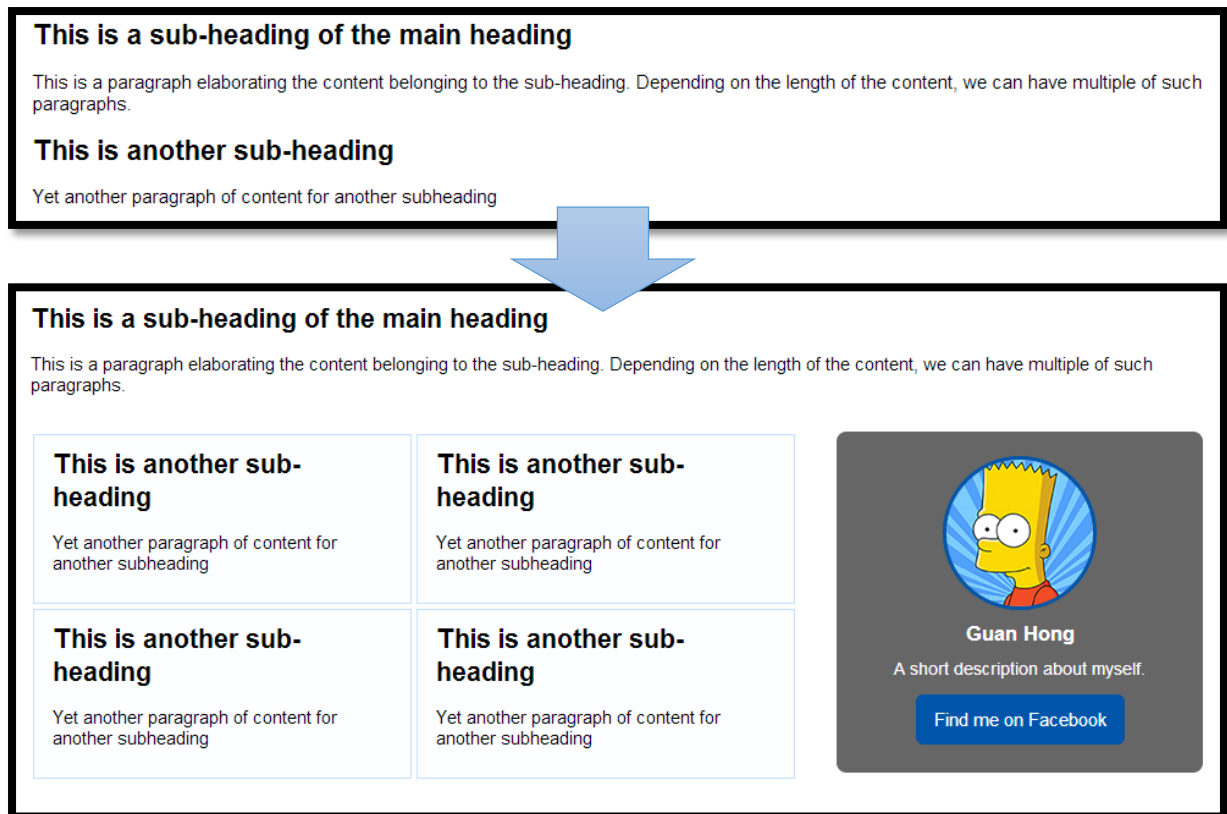 This is a sub-heading of the main heading
This is a paragraph elaborating the content belonging to the sub-heading. Depending on the length of the content, we can have multiple of such
paragraphs.
This is another sub-heading
Yet another paragraph of content for another subheading
This is a sub-heading of the main heading
This is a paragraph elaborating the content belonging to the sub-heading. Depending on the length of the content, we can have multiple of such
paragraphs.
This is another sub-
heading
Yet another paragraph of content for
another subheading
This is another sub-
heading
Yet another paragraph of content for
another subheading
This is another sub-
heading
Yet another paragraph of content for
another subheading
This is another sub-
heading
Yet another paragraph of content for
another subheading
Guan Hong
A short description about myself.
Find me on Facebook